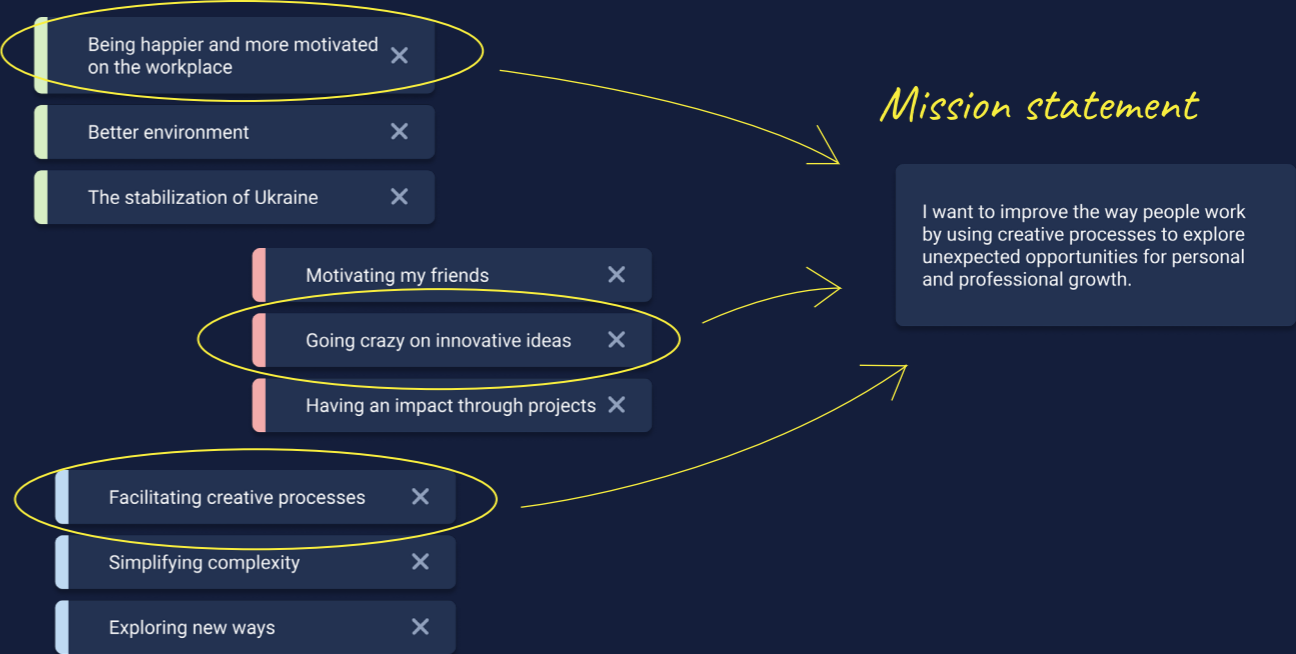 Being happier and more motivated
on the workplace
Better environment
The stabilization of Ukraine
Motivating my friends
Going crazy on innovative ideas
Having an impact through projects
Facilitating creative processes
Simplifying complexity
Exploring new ways
Mission statement
I want to improve the way people work
by using creative processes to explore
unexpected opportunities for personal
and professional growth.